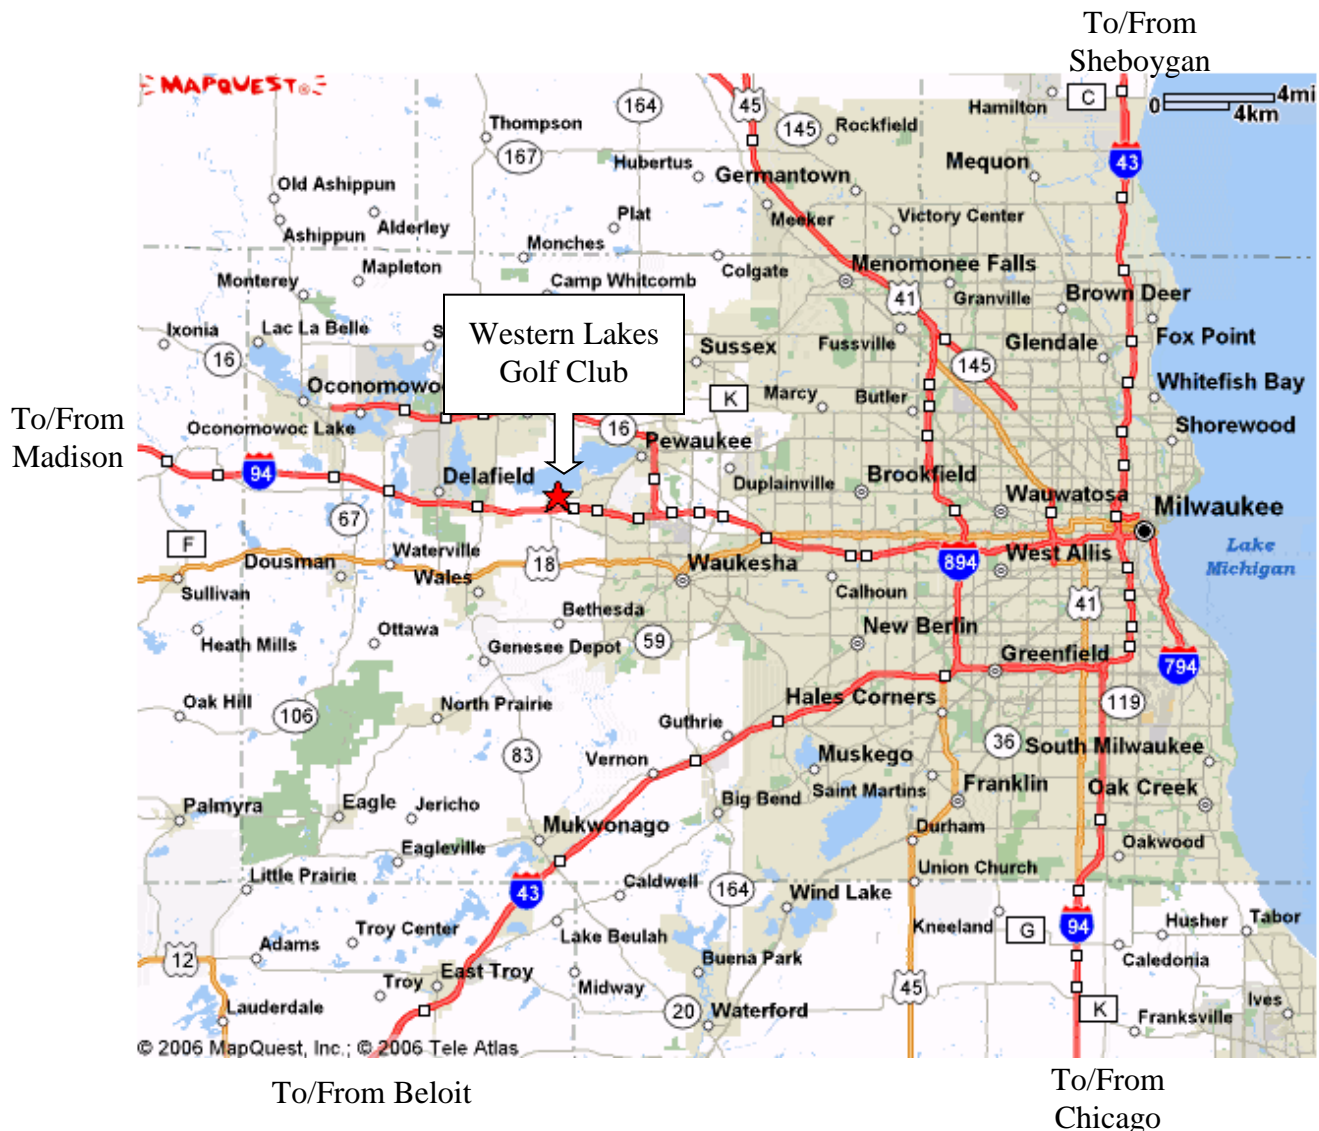 To/From
Sheboygan
MAPQUEST®
164
45
Hamilton
C
0
4mi
4km
Thompson
145
Rockfield
167
Hubertus
Germantown
Mequon
43
Old Ashippun
Plat
Meeker
Victory Center
Ashippun
Alderley
Monches
Monterey
Mapleton
Camp Whitcomb
Colgate
Menomonee Falls
41
Granville
Brown Deer
Ixonia
Lac La Belle
S
Western Lakes
Golf Club
Sussex
Fussville
Glendale
Fox Point
16
145
Oconomowoc
K
Marcy
Butler
Whitefish Bay
To/From
Madison
Oconomowoc Lake
16
Pewaukee
Shorewood
94
Delafield
Duplainville
Brookfield
Wauwatosa
Milwaukee
67
F
Dousman
Waterville
Wales
18
Waukesha
894
West Allis
Lake
Michigan
Sullivan
Bethesda
Calhoun
41
Heath Mills
Ottawa
Genesee Depot
59
New Berlin
Greenfield
794
Oak Hill
106
North Prairie
Guthrie
Hales Corners
119
83
Vernon
Muskego
36
South Milwaukee
Palmyra
Eagle
Jericho
Big Bend
Saint Martins
Franklin
Oak Creek
Mukwonago
Durham
Eagleville
Oakwood
Little Prairie
43
Caldwell
164
Wind Lake
Union Church
Troy Center
Lake Beulah
Kneeland
G
94
Husher
Tabor
12
Adams
Troy
East Troy
Midway
Buena Park
45
Caledonia
Lauderdale
20
Waterford
K
Franksville
Ives
© 2006 MapQuest, Inc.; © 2006 Tele Atlas
To/From Beloit
To/From
Chicago